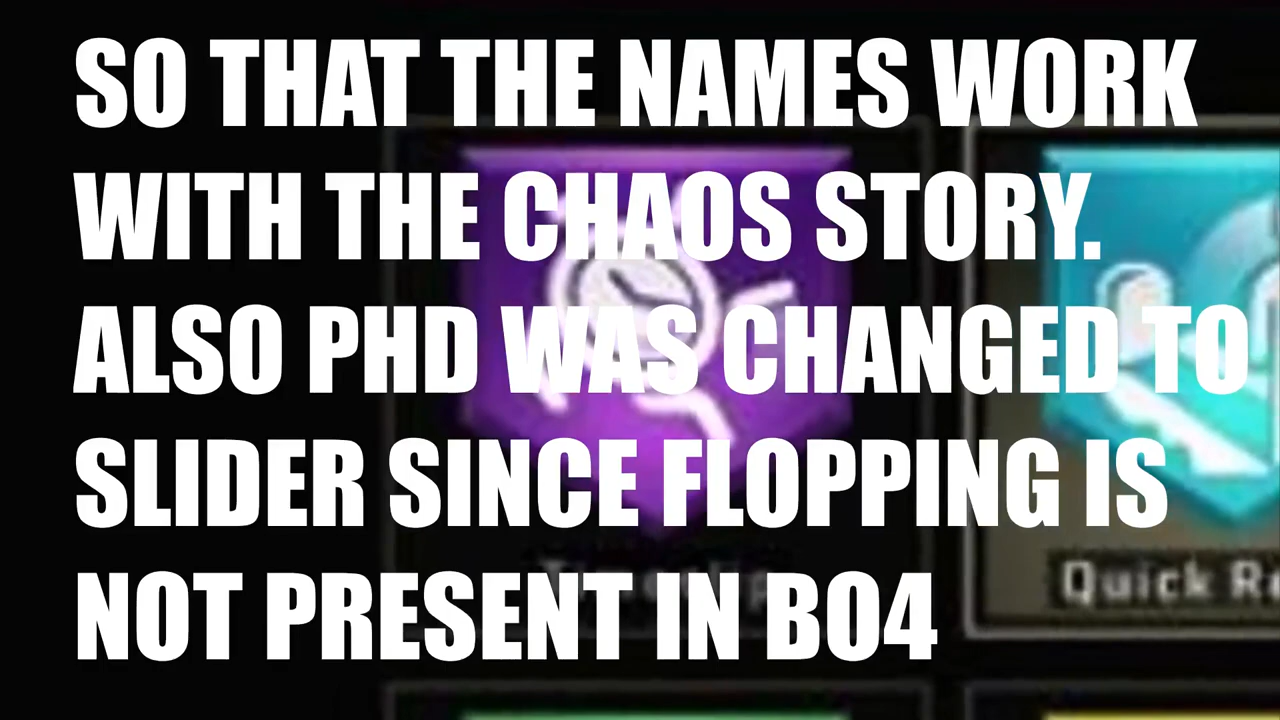 SO THAT THE NAMES WORK
WITH THE CHAOS STORY.
ALSO PHD WAS CHANGED TO
SLIDER SINCE FLOPPING IS
NOT PRESENT IN BO4
Quick